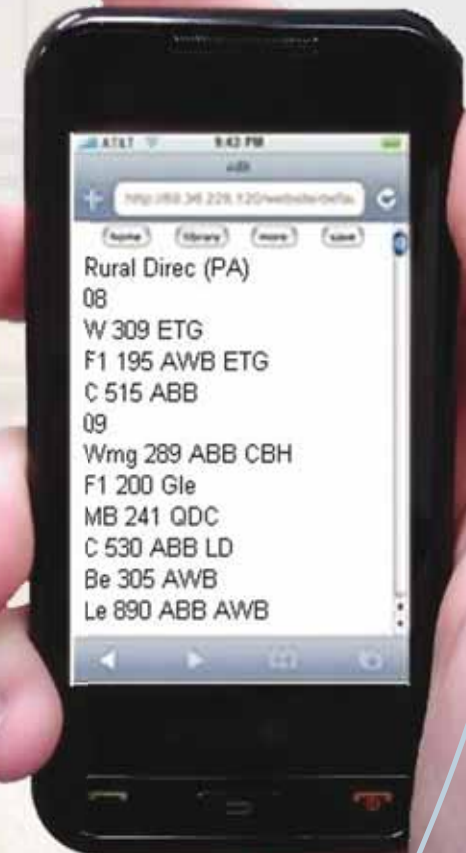 AT&T 9:43 PM
edit
home library more save
Rural Direc (PA)
08
W 309 ETG
F1 195 AWB ETG
C 515 ABB
09
Wmg 289 ABB CBH
F1 200 Gle
MB 241 QDC
C 530 ABB LD
Be 305 AWB
Le 890 ABB AWB